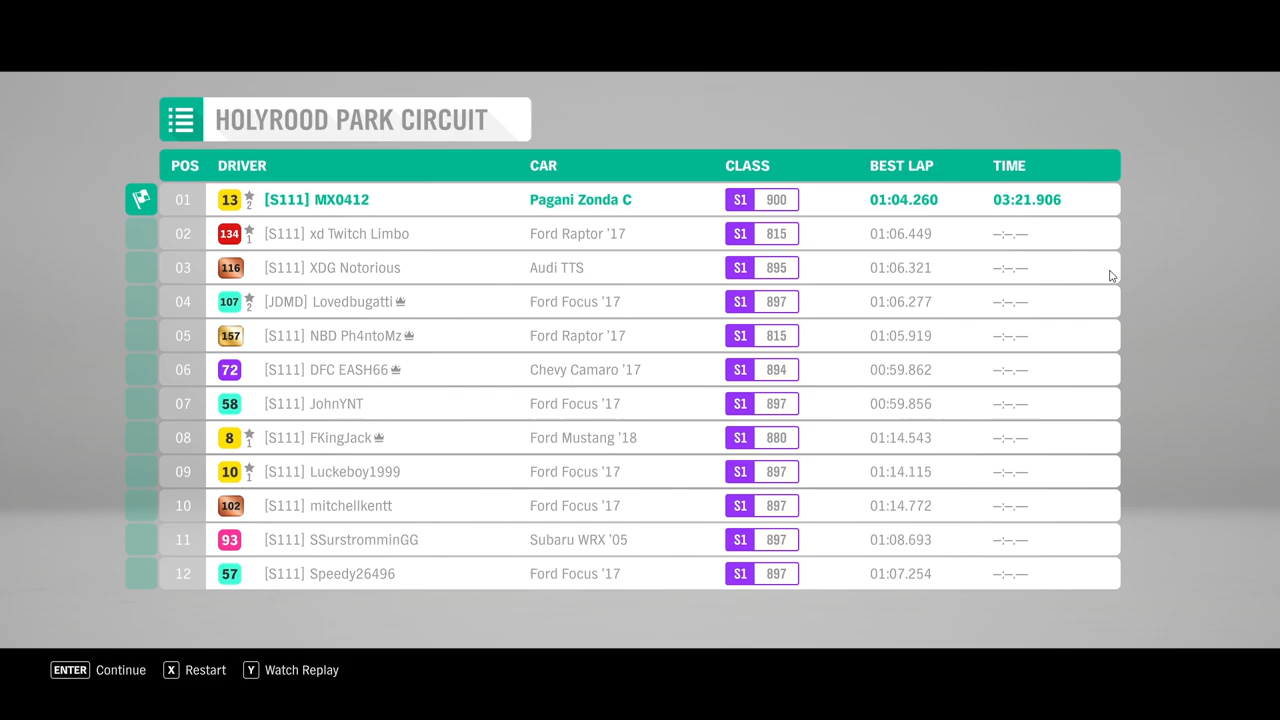 HOLYROOD PARK CIRCUIT
POS DRIVER CAR CLASS BEST LAP TIME
01 13 2 [S111] MX0412 Pagani Zonda C S1 900 01:04.260 03:21.906
02 134 1 [S111] xd Twitch Limbo Ford Raptor '17 S1 815 01:06.449 --:--.---
03 116 [S111] XDG Notorious Audi TTS S1 895 01:06.321 --:--.---
04 107 2 [JDMD] Lovedbugatti Ford Focus '17 S1 897 01:06.277 --:--.---
05 157 [S111] NBD Ph4ntoMz Ford Raptor '17 S1 815 01:05.919 --:--.---
06 72 [S111] DFC EASH66 Chevy Camaro '17 S1 894 00:59.862 --:--.---
07 58 [S111] JohnYNT Ford Focus '17 S1 897 00:59.856 --:--.---
08 8 1 [S111] FKingJack Ford Mustang '18 S1 880 01:14.543 --:--.---
09 10 1 [S111] Luckeboy1999 Ford Focus '17 S1 897 01:14.115 --:--.---
10 102 [S111] mitchellkentt Ford Focus '17 S1 897 01:14.772 --:--.---
11 93 [S111] SSurstromminGG Subaru WRX '05 S1 897 01:08.693 --:--.---
12 57 [S111] Speedy26496 Ford Focus '17 S1 897 01:07.254 --:--.---
ENTER Continue X Restart Y Watch Replay